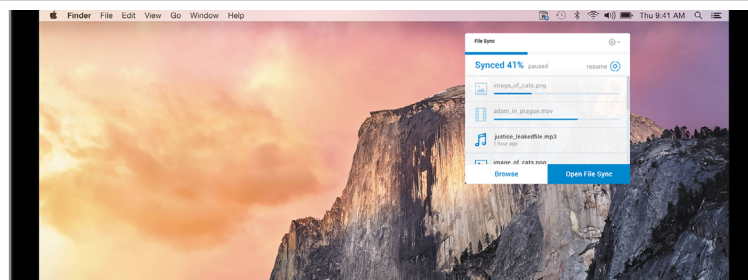 Finder File Edit View Go Window Help
Thu 9:41 AM
File Sync
Synced 41% paused
resume
image_of_cats.png
adam_in_prague.mov
justice_leakedfile.mp3
1 hour ago
image_of_cats.png
Browse
Open File Sync